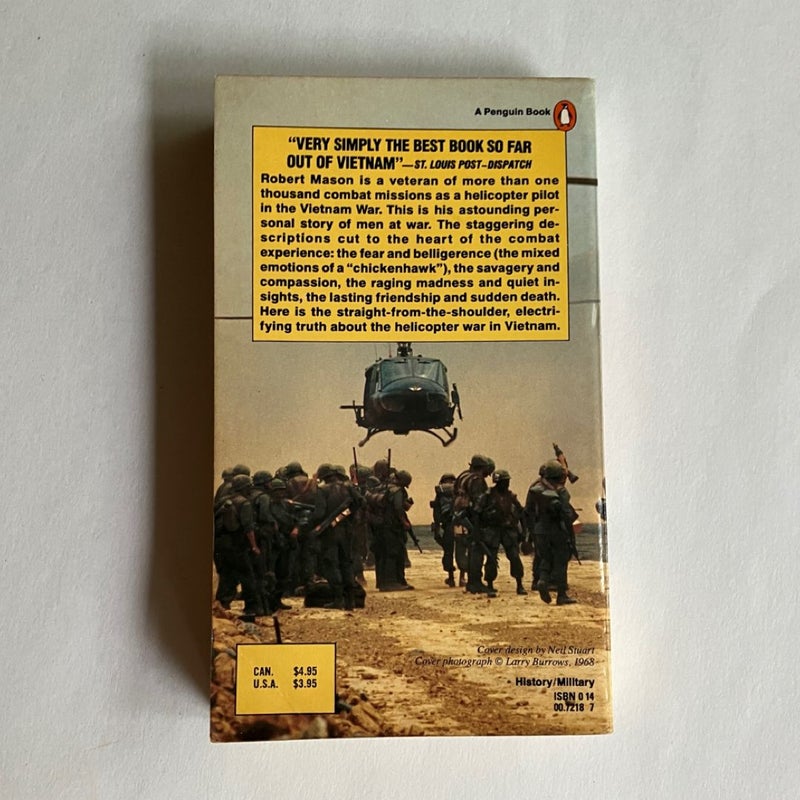 A Penguin Book
“VERY SIMPLY THE BEST BOOK SO FAR
OUT OF VIETNAM”—ST. LOUIS POST-DISPATCH
Robert Mason is a veteran of more than one
thousand combat missions as a helicopter pilot
in the Vietnam War. This is his astounding per-
sonal story of men at war. The staggering de-
scriptions cut to the heart of the combat
experience: the fear and belligerence (the mixed
emotions of a “chickenhawk”), the savagery and
compassion, the raging madness and quiet in-
sights, the lasting friendship and sudden death.
Here is the straight-from-the-shoulder, electri-
fying truth about the helicopter war in Vietnam.
Cover design by Neil Stuart
Cover photograph © Larry Burrows, 1968
CAN. $4.95
U.S.A. $3.95
History/Military
ISBN 0 14
00.7218 7